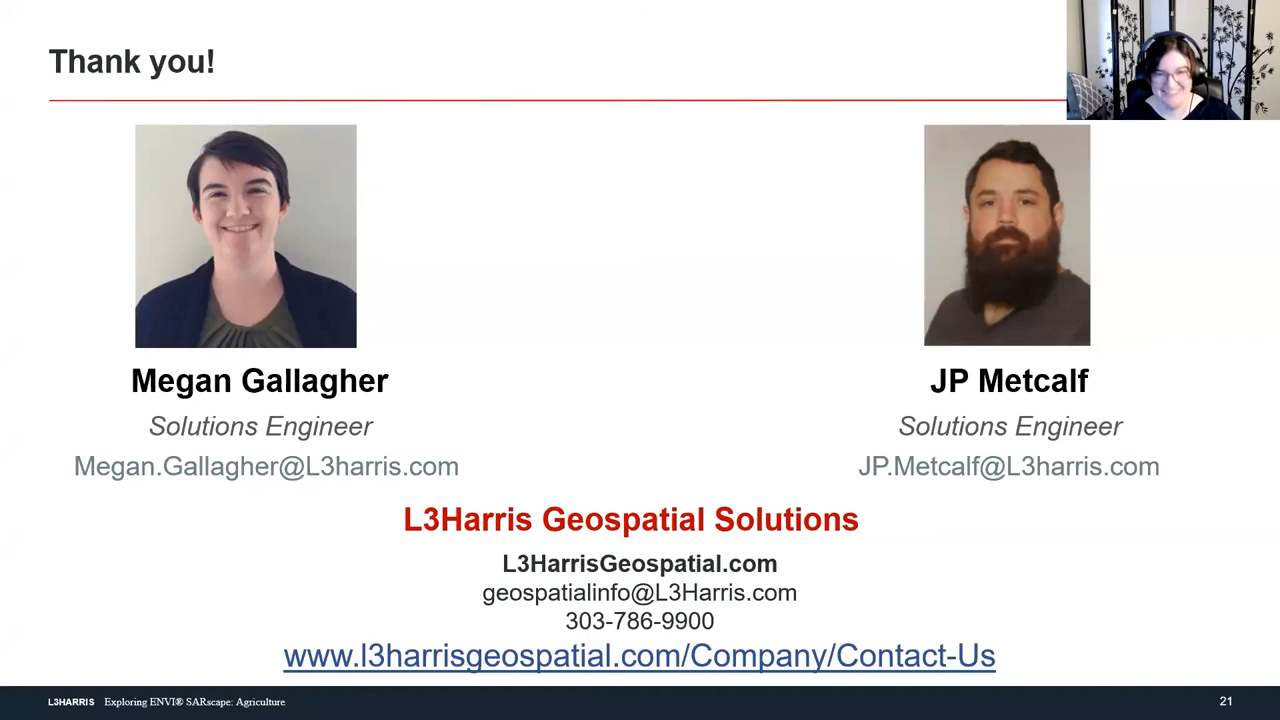 Thank you!
Megan Gallagher
Solutions Engineer
Megan.Gallagher@L3harris.com
JP Metcalf
Solutions Engineer
JP.Metcalf@L3harris.com
L3Harris Geospatial Solutions
L3HarrisGeospatial.com
geospatialinfo@L3Harris.com
303-786-9900
www.l3harrisgeospatial.com/Company/Contact-Us
L3HARRIS Exploring ENVI® SARscape: Agriculture 21